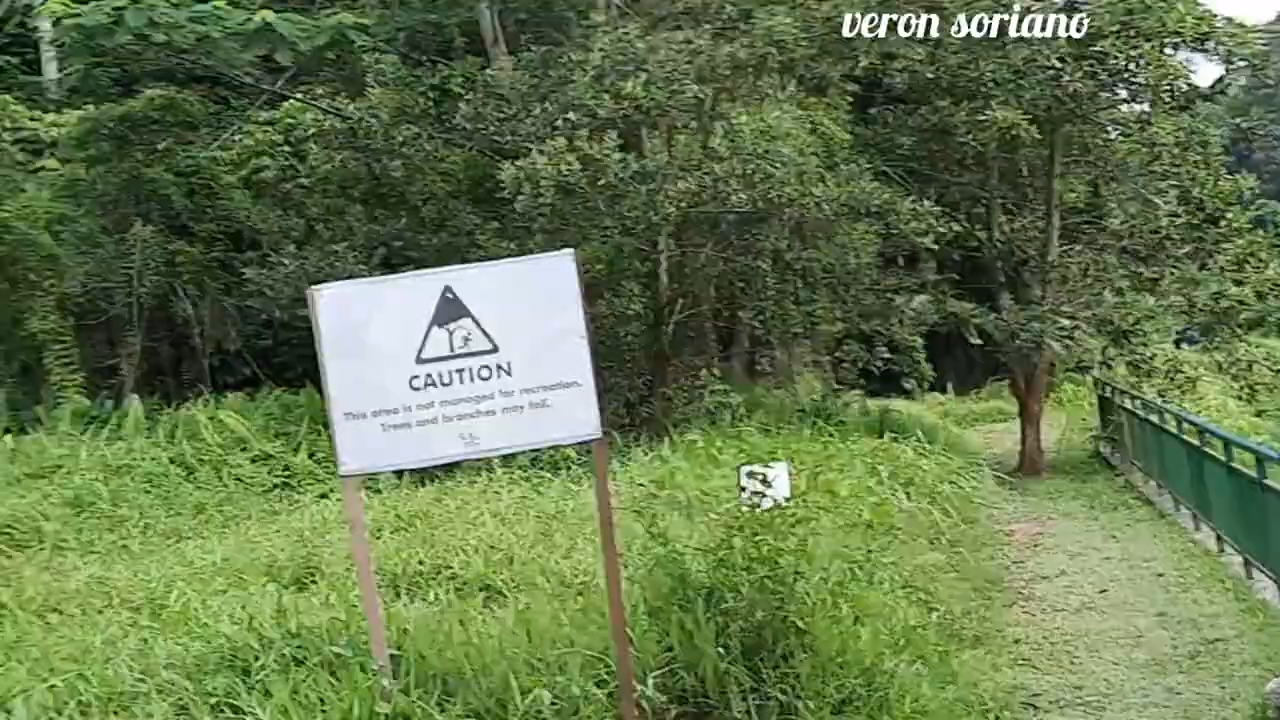 veron soriano
CAUTION
This area is not managed for recreation.
Trees and branches may fall.